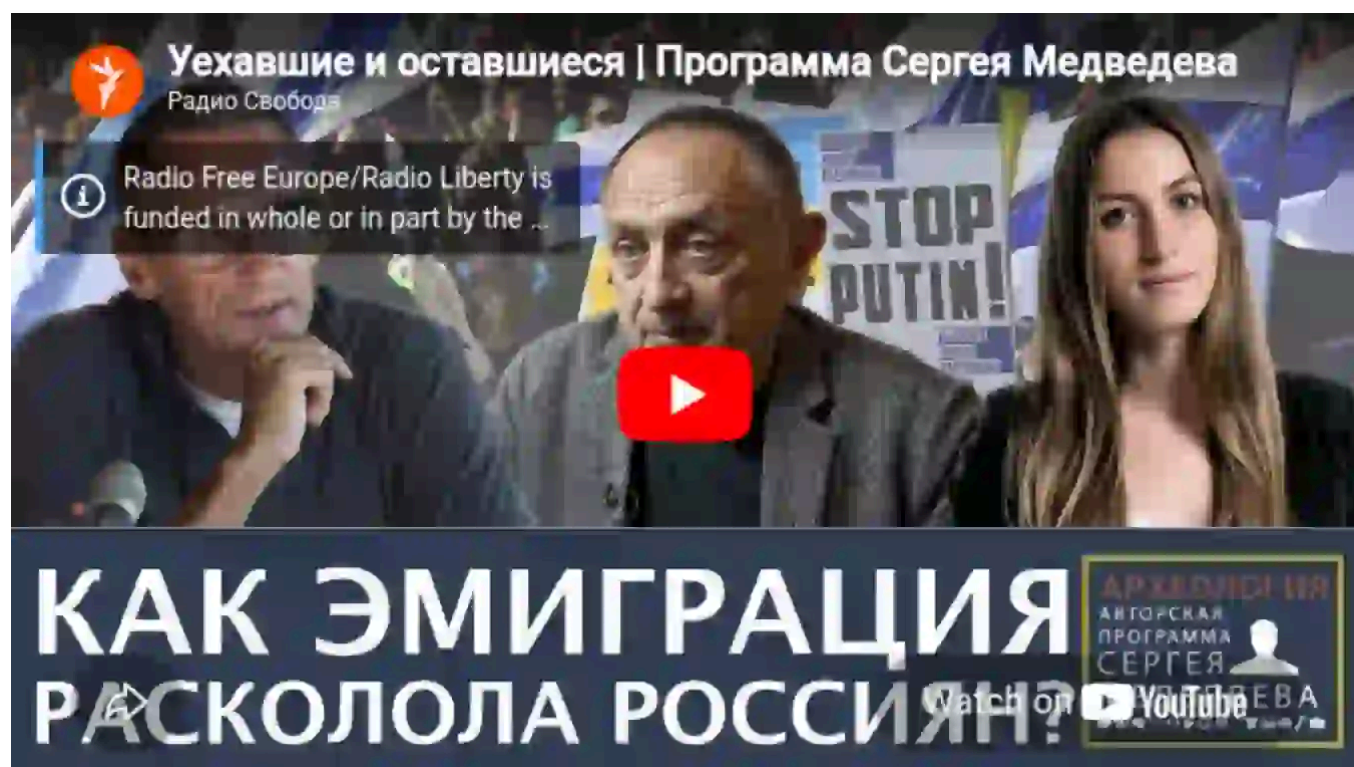 Уехавшие и оставшиеся | Программа Сергея Медведева
Радио Свобода
Radio Free Europe/Radio Liberty is
funded in whole or in part by the ...
STOP
PUTIN!
КАК ЭМИГРАЦИЯ
РАСКОЛОЛА РОССИЯН?
АРХЕОЛОГИЯ
АВТОРСКАЯ
ПРОГРАММА
СЕРГЕЯ
Watch on YouTube